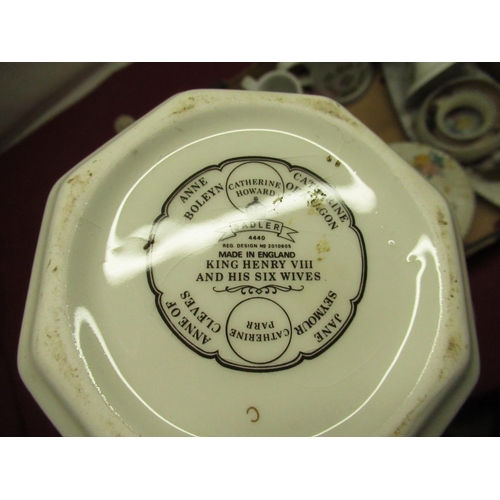 ANNE BOLEYN
CATHERINE HOWARD
CATHERINE OF ARAGON
SADLER
4440
REG. DESIGN Nº 2010805
MADE IN ENGLAND
KING HENRY VIII
AND HIS SIX WIVES
ANNE OF CLEVES
CATHERINE PARR
JANE SEYMOUR
C